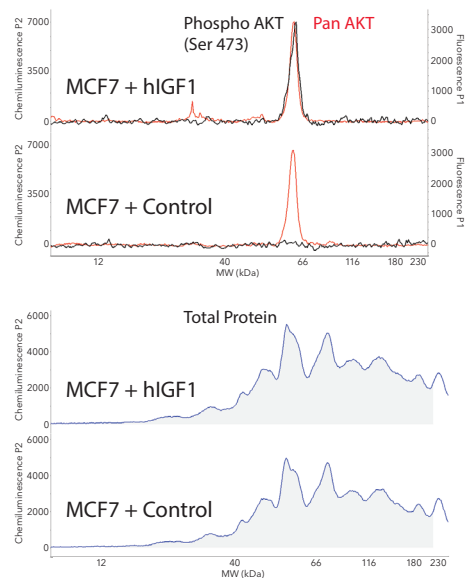 Phospho AKT
(Ser 473)
Pan AKT
MCF7 + hIGF1
Chemiluminescence P2
7000
3500
0
Fluorescence P1
3000
2000
1000
0
MCF7 + Control
Chemiluminescence P2
7000
3500
0
Fluorescence P1
3000
2000
1000
0
12 40 66 116 180 230
MW (kDa)
Total Protein
MCF7 + hIGF1
Chemiluminescence P2
6000
4000
2000
0
MCF7 + Control
Chemiluminescence P2
6000
4000
2000
0
12 40 66 116 180 230
MW (kDa)